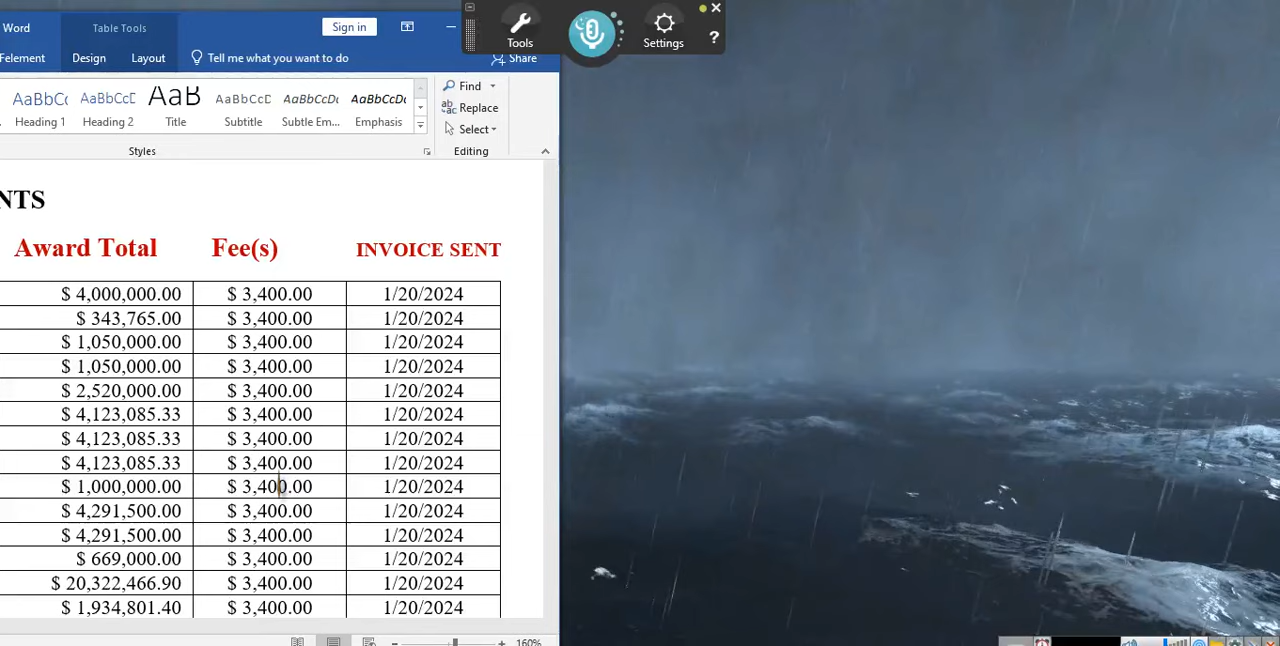 Word Table Tools Sign in
Tools Settings ?
Felement Design Layout Tell me what you want to do Share
AaBbCc AaBbCcD AaB AaBbCcD AaBbCcDc AaBbCcDc
Heading 1 Heading 2 Title Subtitle Subtle Em... Emphasis
Find
Replace
Select
Styles Editing
NTS
Award Total Fee(s) INVOICE SENT
$ 4,000,000.00 $ 3,400.00 1/20/2024
$ 343,765.00 $ 3,400.00 1/20/2024
$ 1,050,000.00 $ 3,400.00 1/20/2024
$ 1,050,000.00 $ 3,400.00 1/20/2024
$ 2,520,000.00 $ 3,400.00 1/20/2024
$ 4,123,085.33 $ 3,400.00 1/20/2024
$ 4,123,085.33 $ 3,400.00 1/20/2024
$ 4,123,085.33 $ 3,400.00 1/20/2024
$ 1,000,000.00 $ 3,400.00 1/20/2024
$ 4,291,500.00 $ 3,400.00 1/20/2024
$ 4,291,500.00 $ 3,400.00 1/20/2024
$ 669,000.00 $ 3,400.00 1/20/2024
$ 20,322,466.90 $ 3,400.00 1/20/2024
$ 1,934,801.40 $ 3,400.00 1/20/2024
160%